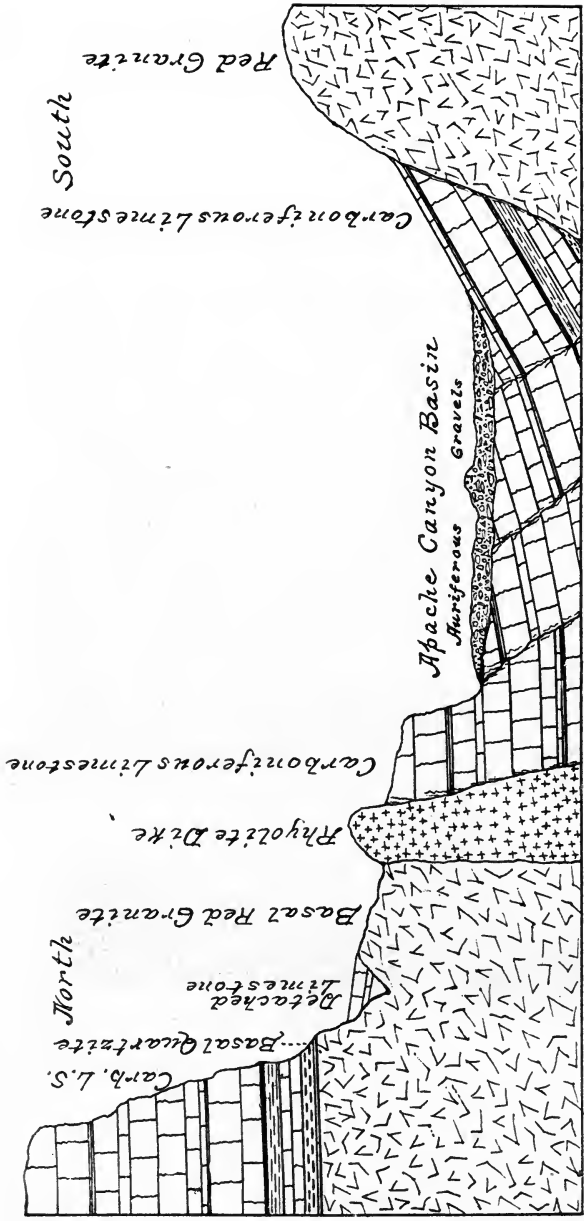 North
South
Carb. L.S.
Basal Quartzite
Detached
Limestone
Basal Red Granite
Rhyolite Dike
Carboniferous Limestone
Apache Canyon Basin
Auriferous Gravels
Carboniferous Limestone
Red Granite